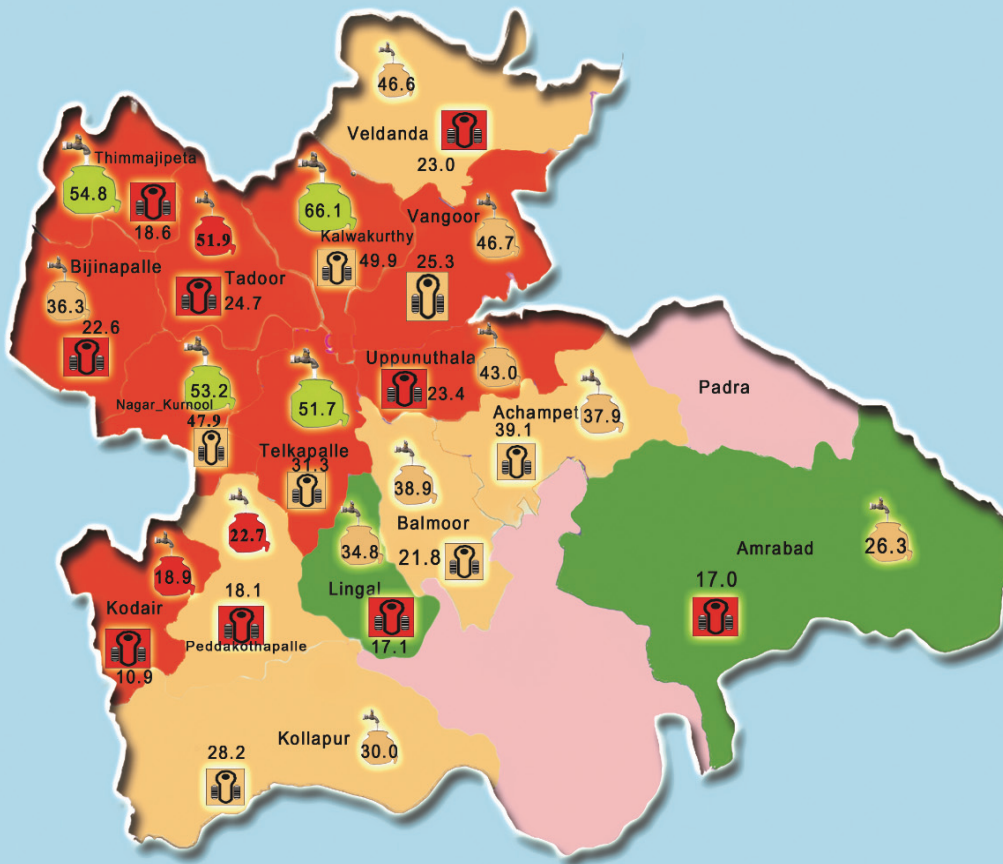 46.6
Veldanda
23.0
Thimmajipeta
54.8
18.6
51.9
66.1
Kalwakurthy
49.9
Vangoor
46.7
25.3
Bijinapalle
36.3
22.6
Tadoor
24.7
53.2
Nagar_Kurnool
47.9
51.7
Telkapalle
31.3
Uppunuthala
43.0
23.4
Achampet
39.1
37.9
Padra
38.9
Balmoor
21.8
22.7
18.1
Peddakothapalle
34.8
Lingal
17.1
18.9
Kodair
10.9
Amrabad
26.3
17.0
Kollapur
30.0
28.2